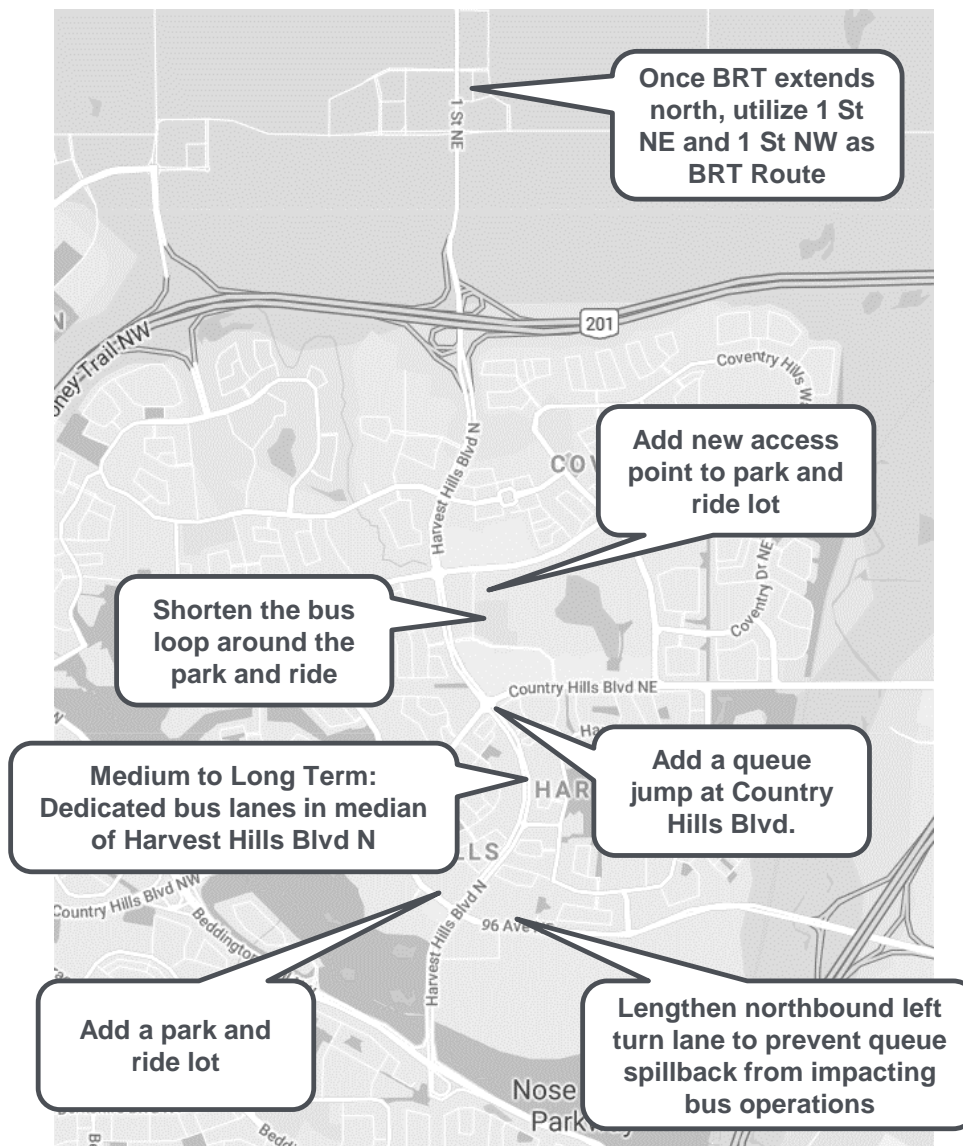 Once BRT extends
north, utilize 1 St
NE and 1 St NW as
BRT Route
1 St NE
201
Trail NW
Coventry Hills
Harvest Hills Blvd N
Add new access
point to park and
ride lot
Coventry Dr NE
Shorten the bus
loop around the
park and ride
Country Hills Blvd NE
Medium to Long Term:
Dedicated bus lanes in median
of Harvest Hills Blvd N
Add a queue
jump at Country
Hills Blvd.
HAR
LLS
Country Hills Blvd NW
Harvest Hills Blvd N
96 Ave
Add a park and
ride lot
Lengthen northbound left
turn lane to prevent queue
spillback from impacting
bus operations
Nose